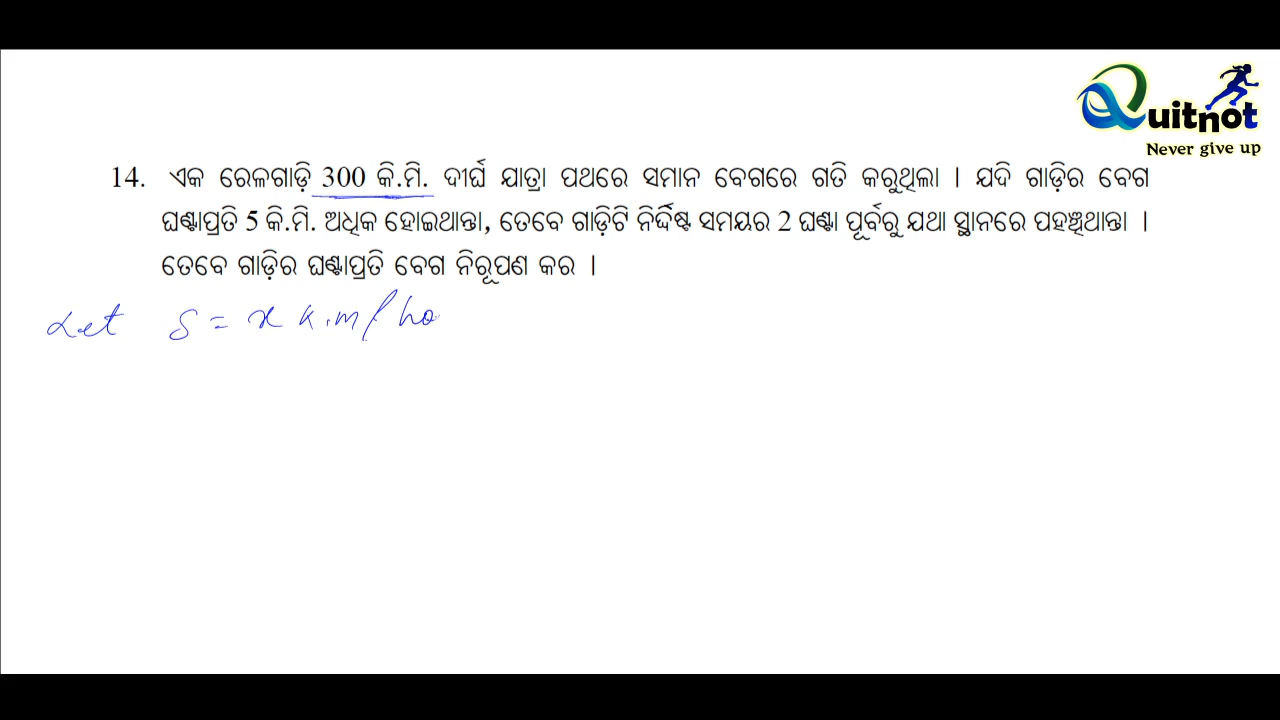 Quitnot
Never give up
14. ଏକ ରେଳଗାଡ଼ି 300 କି.ମି. ଦୀର୍ଘ ଯାତ୍ରା ପଥରେ ସମାନ ବେଗରେ ଗତି କରୁଥିଲା । ଯଦି ଗାଡ଼ିର ବେଗ
ଘଣ୍ଟାପ୍ରତି 5 କି.ମି. ଅଧିକ ହୋଇଥାନ୍ତା, ତେବେ ଗାଡ଼ିଟି ନିର୍ଦ୍ଦିଷ୍ଟ ସମୟର 2 ଘଣ୍ଟା ପୂର୍ବରୁ ଯଥା ସ୍ଥାନରେ ପହଞ୍ଚିଥାନ୍ତା ।
ତେବେ ଗାଡ଼ିର ଘଣ୍ଟାପ୍ରତି ବେଗ ନିରୂପଣ କର ।
Let S = x K.m/ho